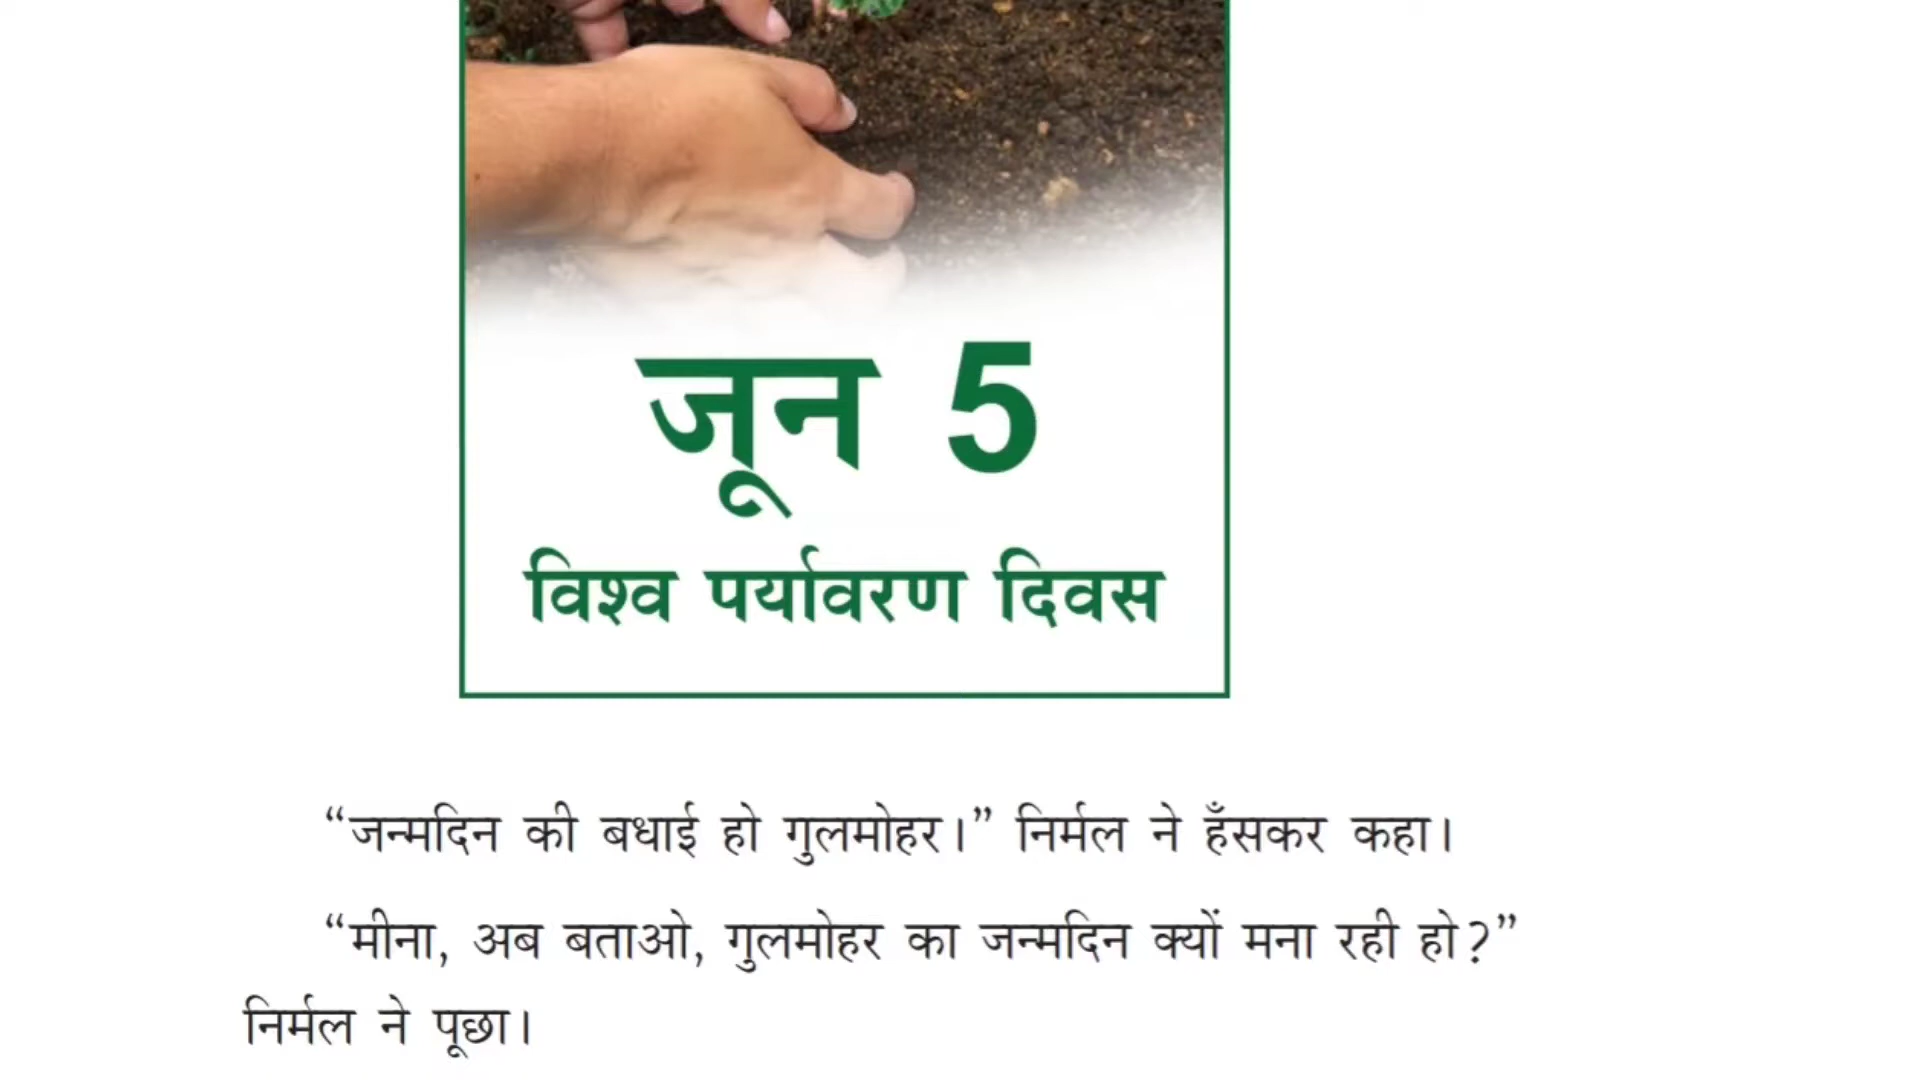 जून 5
विश्व पर्यावरण दिवस
“जन्मदिन की बधाई हो गुलमोहर।” निर्मल ने हँसकर कहा।
“मीना, अब बताओ, गुलमोहर का जन्मदिन क्यों मना रही हो?”
निर्मल ने पूछा।